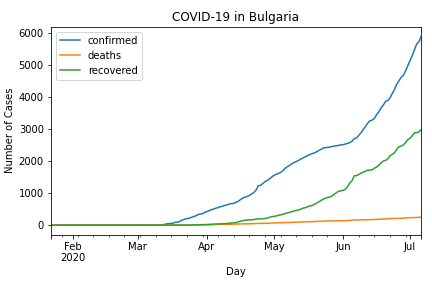 COVID-19 in Bulgaria
confirmed
deaths
recovered
6000
5000
4000
3000
2000
1000
0
Number of Cases
Feb
2020
Mar
Apr
May
Jun
Jul
Day